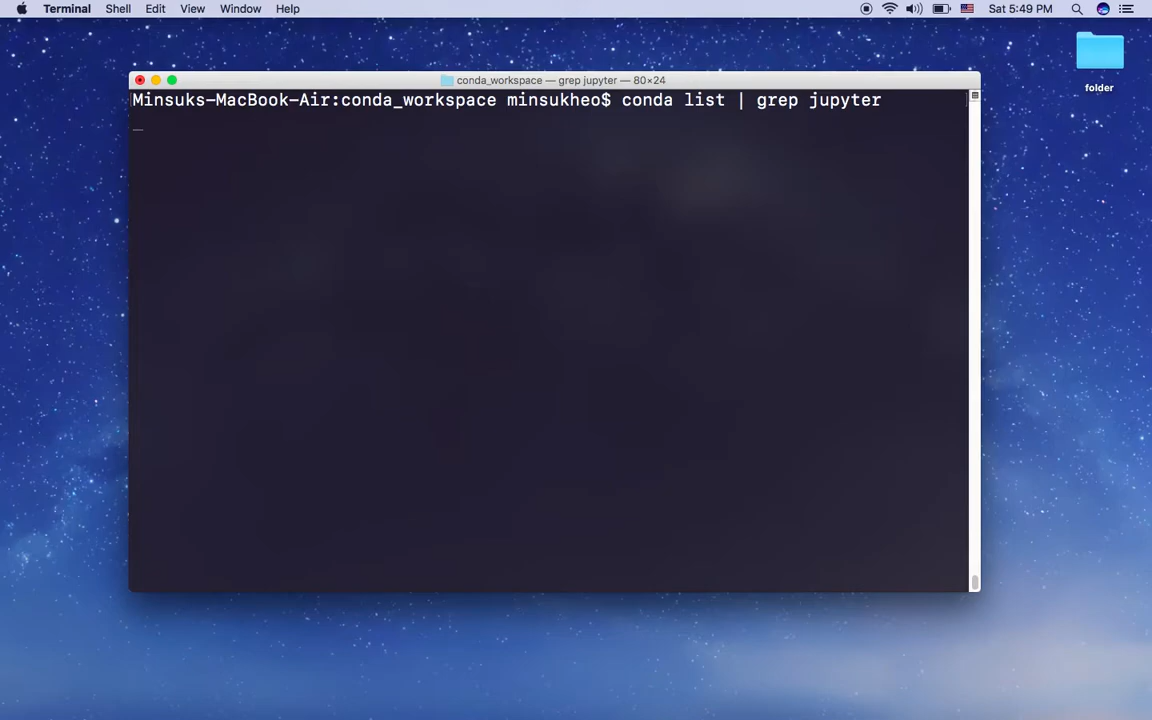 Terminal Shell Edit View Window Help Sat 5:49 PM
folder
conda_workspace — grep jupyter — 80×24
Minsuks-MacBook-Air:conda_workspace minsukheo$ conda list | grep jupyter